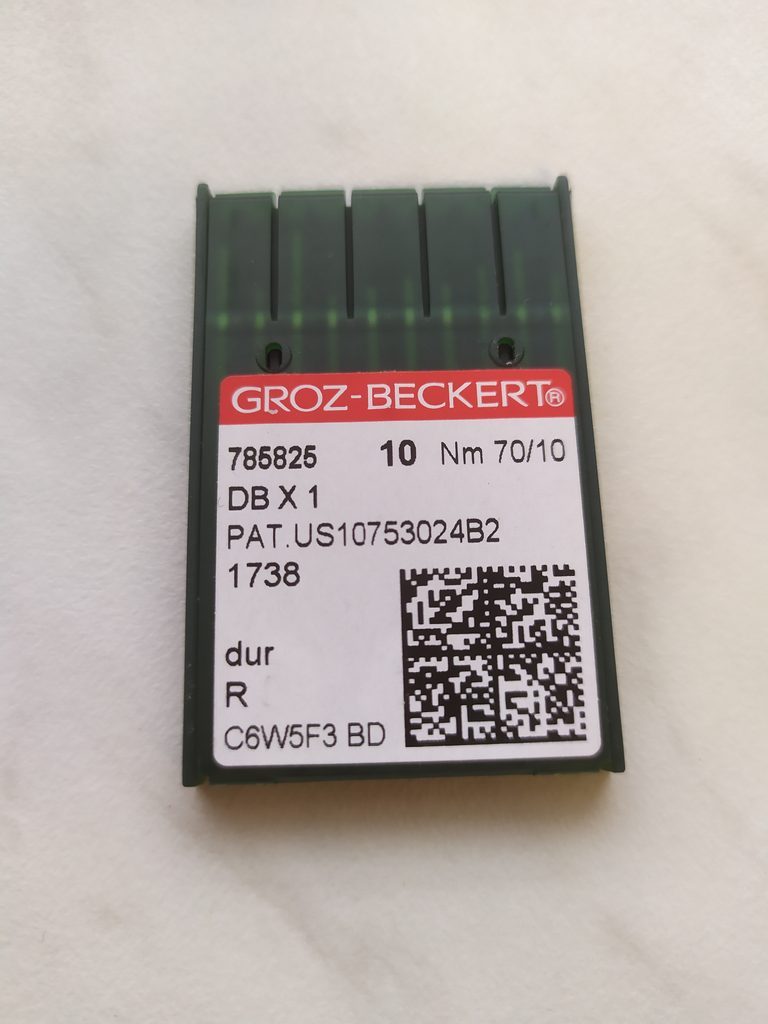 GROZ-BECKERT®
785825 10 Nm 70/10
DB X 1
PAT.US10753024B2
1738
dur
R
C6W5F3 BD